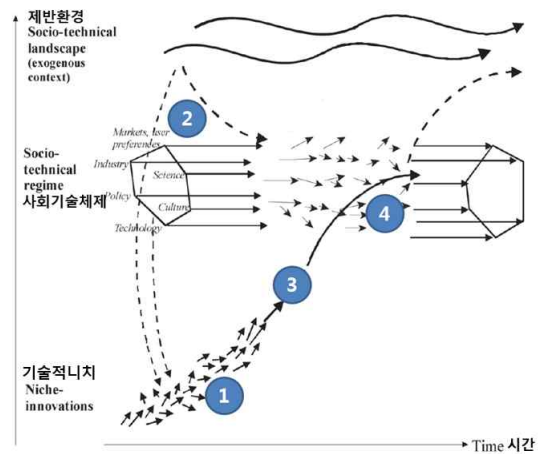 제반환경
Socio-technical
landscape
(exogenous
context)
2
Markets, user
preferences
Industry
Science
Socio-
technical
regime
사회기술체제
Policy
Culture
Technology
4
3
기술적니치
Niche-
innovations
1
Time 시간